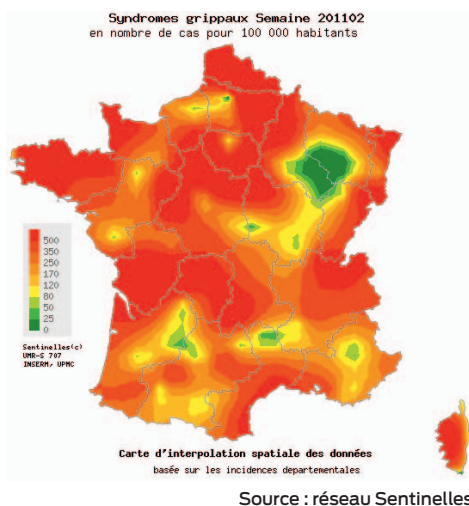 Syndromes grippaux Semaine 201102
en nombre de cas pour 100 000 habitants
500
350
250
170
120
80
50
25
0
Sentinelles(c)
UMR-S 707
INSERM, UPMC
Carte d'interpolation spatiale des données
basée sur les incidences departementales
Source : réseau Sentinelles